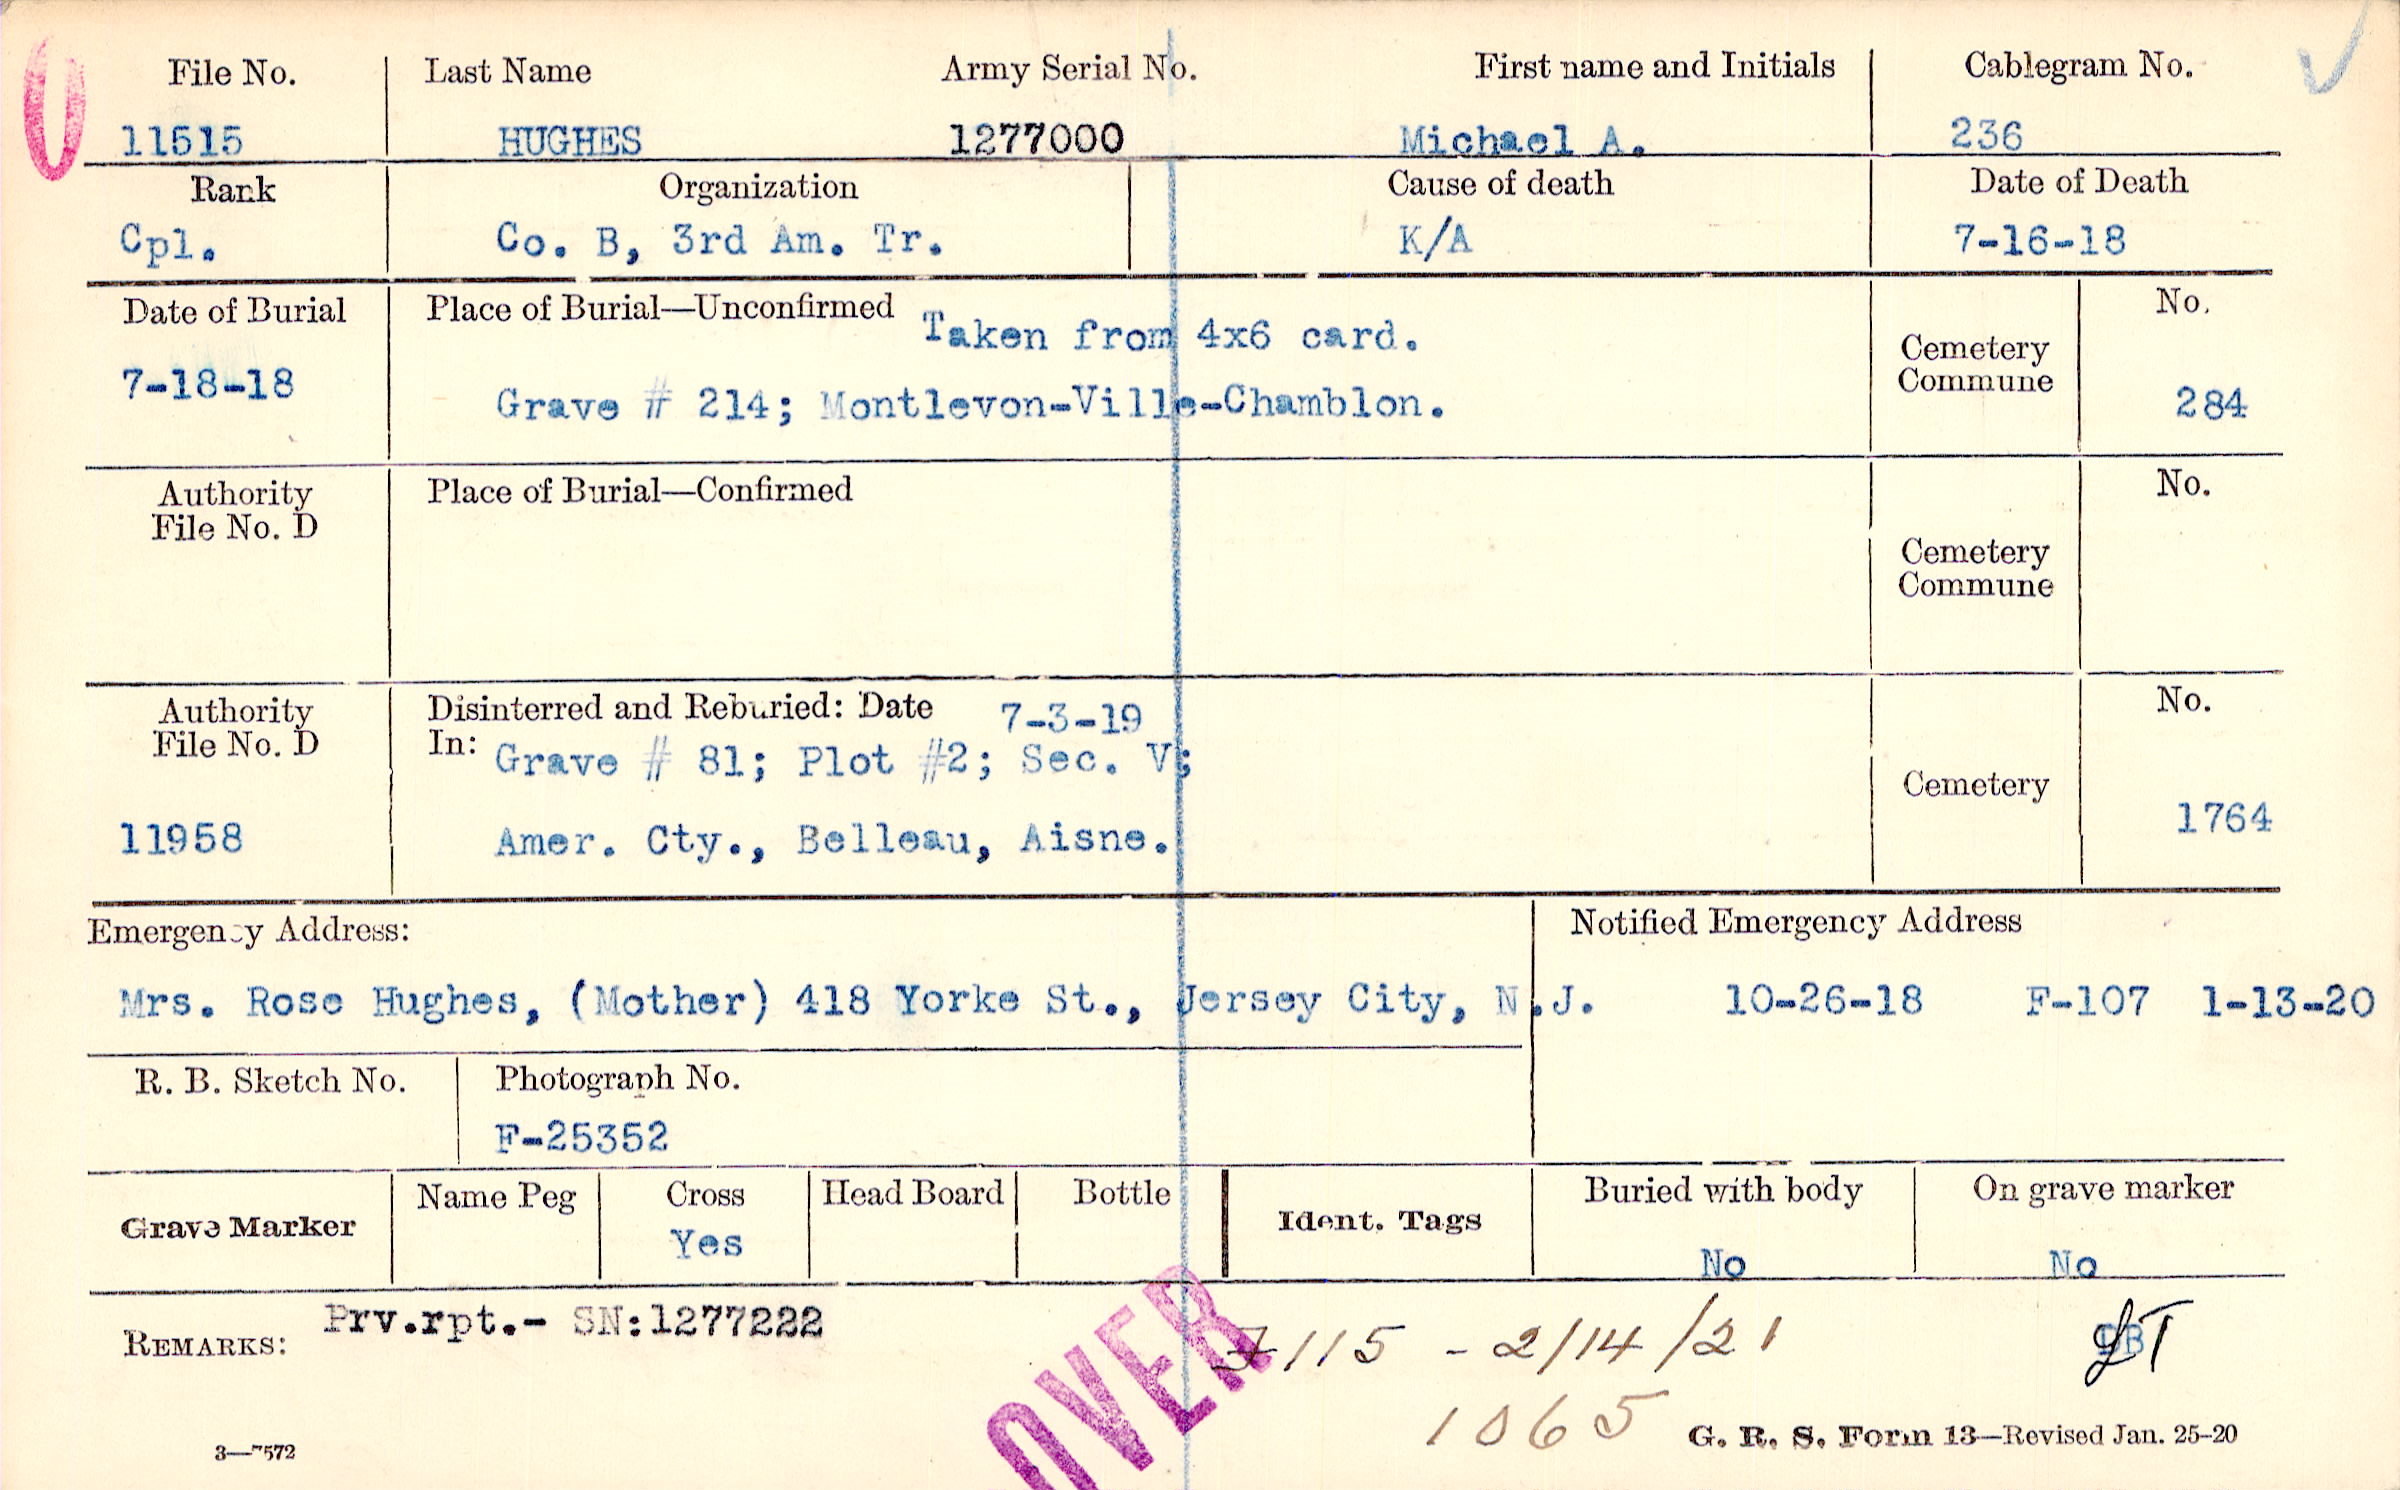 File No. Last Name Army Serial No. First name and Initials Cablegram No.
11515 HUGHES 1277000 Michael A. 236
Rank Organization Cause of death Date of Death
Cpl. Co. B, 3rd Am. Tr. K/A 7-16-18
Date of Burial Place of Burial—Unconfirmed Taken from 4x6 card. No.
Cemetery
Commune
7-18-18 Grave # 214; Montlevon-Ville-Chamblon. 284
Authority Place of Burial—Confirmed No.
File No. D
Cemetery
Commune
Authority Disinterred and Reburied: Date 7-3-19 No.
File No. D In: Grave # 81; Plot #2; Sec. V;
Cemetery
11958 Amer. Cty., Belleau, Aisne. 1764
Emergency Address: Notified Emergency Address
Mrs. Rose Hughes, (Mother) 418 Yorke St., Jersey City, N.J. 10-26-18 F-107 1-13-20
R. B. Sketch No. Photograph No.
F-25352
Grave Marker Name Peg Cross Head Board Bottle Ident. Tags Buried with body On grave marker
Yes No No
REMARKS: Prv.rpt.- SN:1277222
OVER
F115 - 2/14/21
1065
3—7572 G. R. S. Form 13—Revised Jan. 25-20